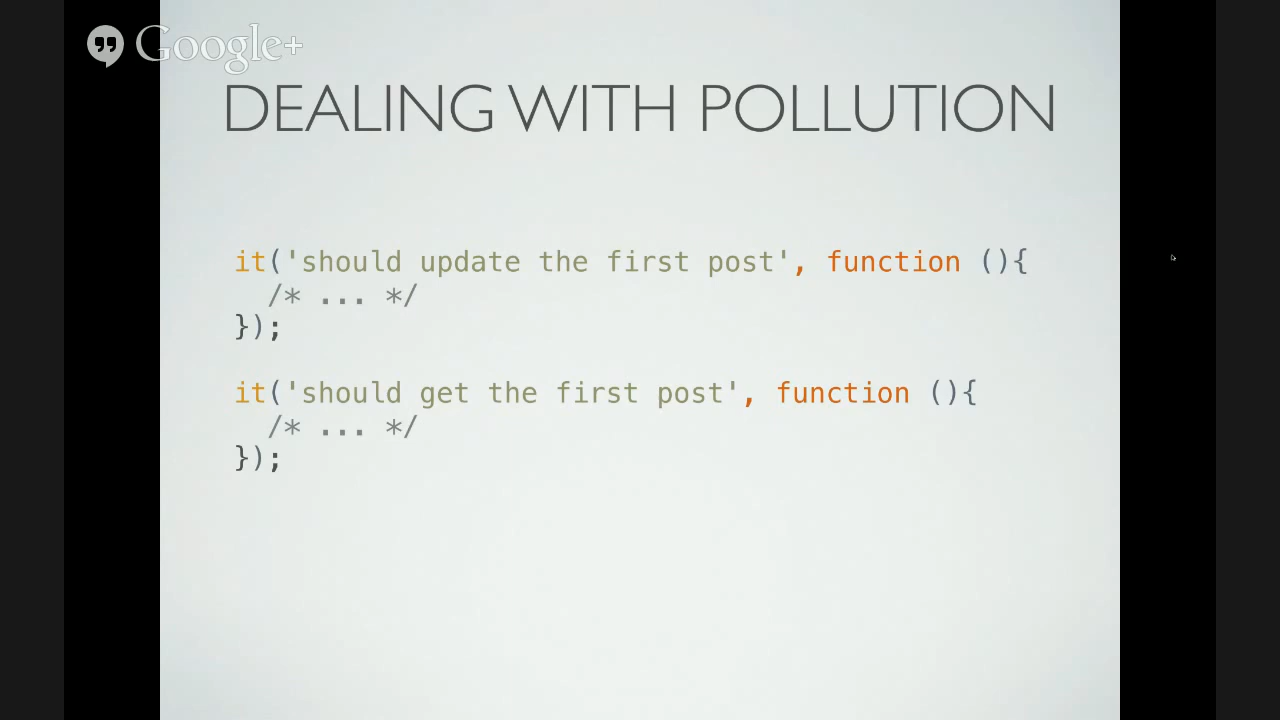 Google+
DEALING WITH POLLUTION
it('should update the first post', function (){
/* ... */
});
it('should get the first post', function (){
/* ... */
});